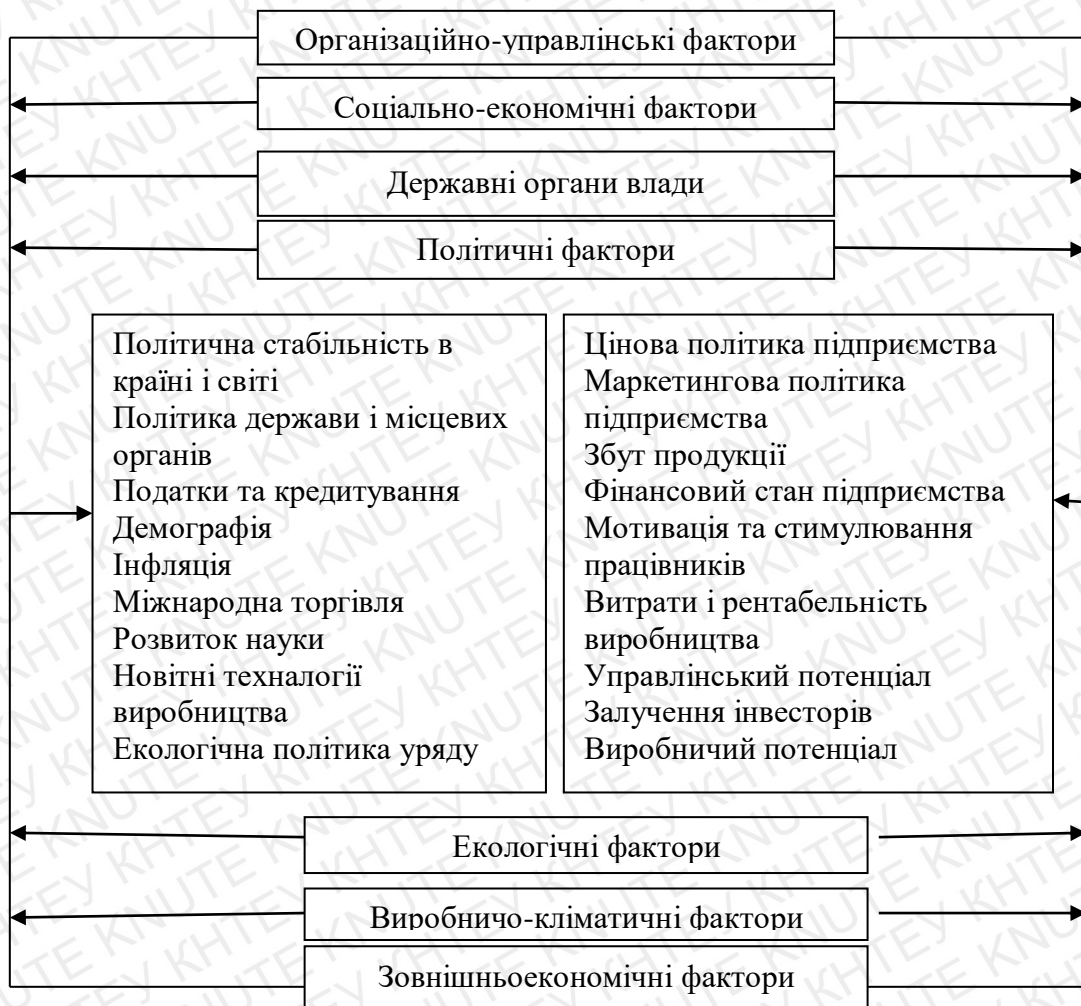 Організаційно-управлінські фактори
Соціально-економічні фактори
Державні органи влади
Політичні фактори
Політична стабільність в
країні і світі
Політика держави і місцевих
органів
Податки та кредитування
Демографія
Інфляція
Міжнародна торгівля
Розвиток науки
Новітні техналогії
виробництва
Екологічна політика уряду
Цінова політика підприємства
Маркетингова політика
підприємства
Збут продукції
Фінансовий стан підприємства
Мотивація та стимулювання
працівників
Витрати і рентабельність
виробництва
Управлінський потенціал
Залучення інвесторів
Виробничий потенціал
Екологічні фактори
Виробничо-кліматичні фактори
Зовнішньоекономічні фактори